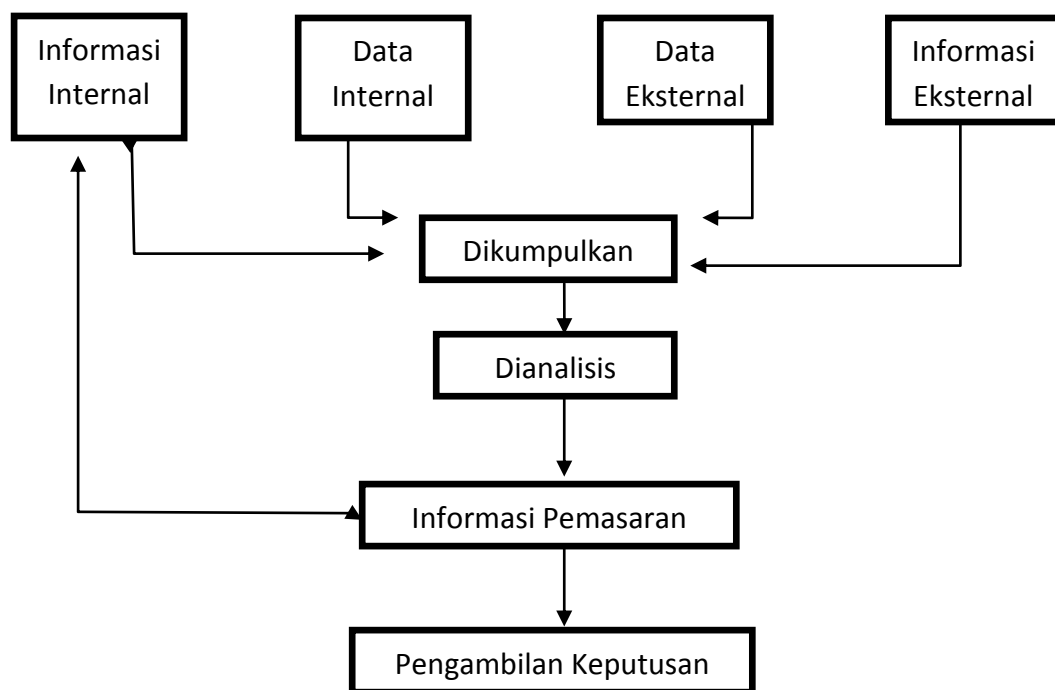 Informasi
Internal
Data
Internal
Data
Eksternal
Informasi
Eksternal
Dikumpulkan
Dianalisis
Informasi Pemasaran
Pengambilan Keputusan